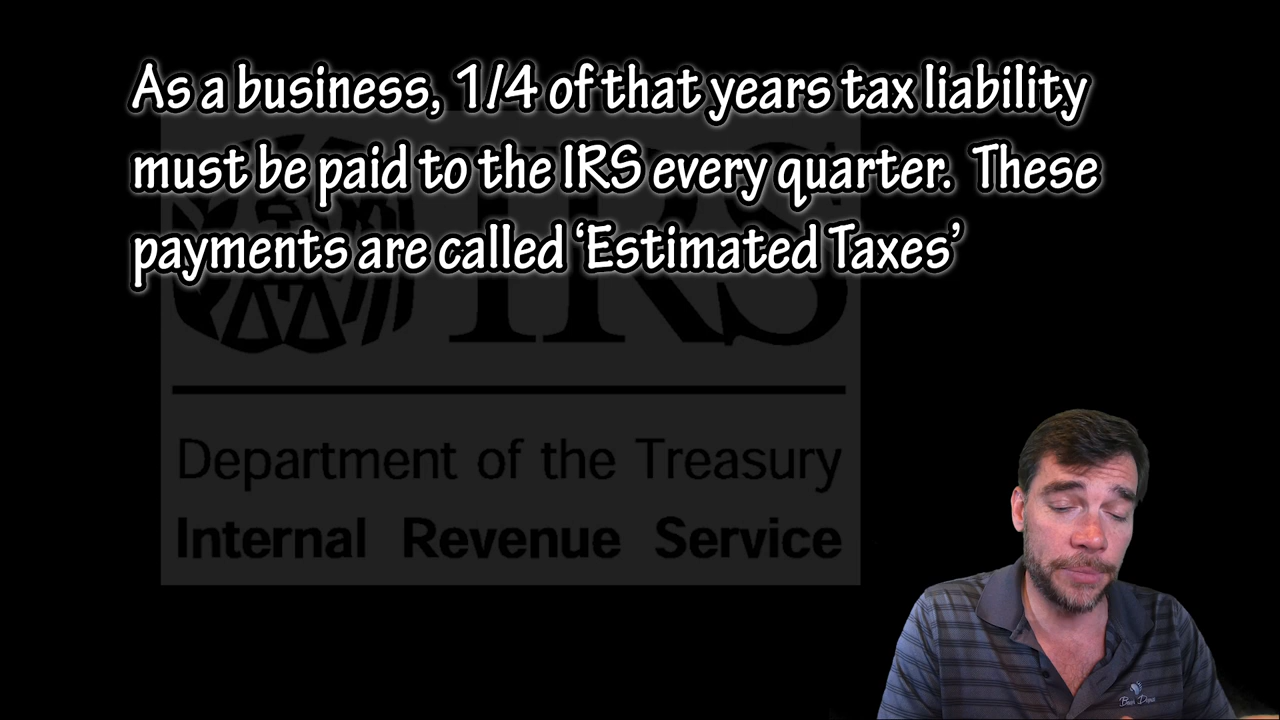 As a business, 1/4 of that years tax liability
must be paid to the IRS every quarter. These
payments are called ‘Estimated Taxes’
IRS
Department of the Treasury
Internal Revenue Service